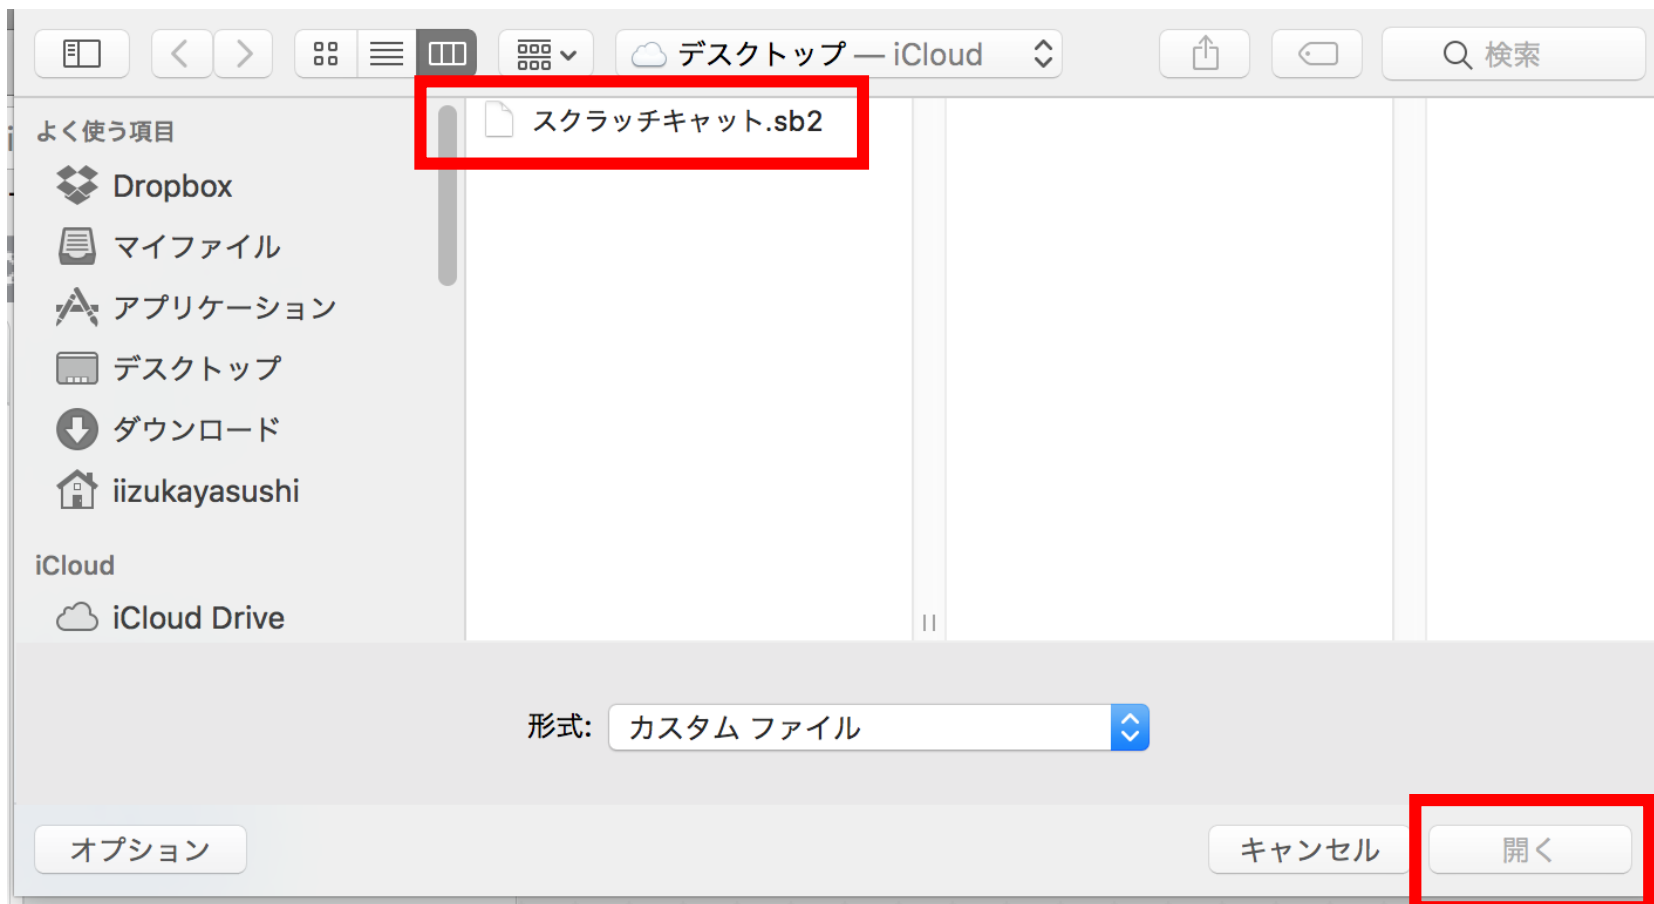 デスクトップ — iCloud
検索
よく使う項目
スクラッチキャット.sb2
Dropbox
マイファイル
アプリケーション
デスクトップ
ダウンロード
iizukayasushi
iCloud
iCloud Drive
形式: カスタム ファイル
オプション
キャンセル
開く